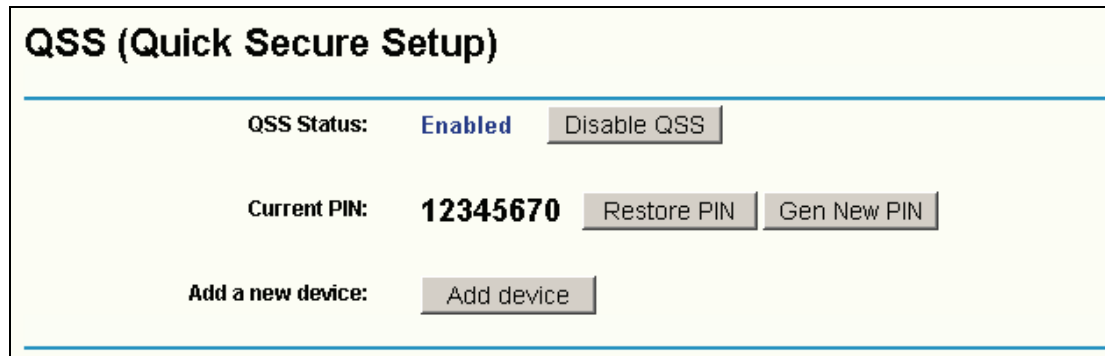 QSS (Quick Secure Setup)
QSS Status: Enabled Disable QSS
Current PIN: 12345670 Restore PIN Gen New PIN
Add a new device: Add device